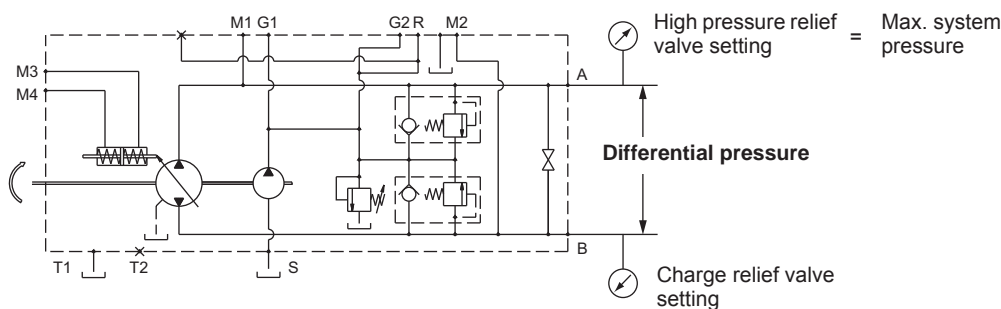 M1 G1 G2 R M2
High pressure relief valve setting = Max. system pressure
M3
M4
A
Differential pressure
B
T1 T2 S
Charge relief valve setting